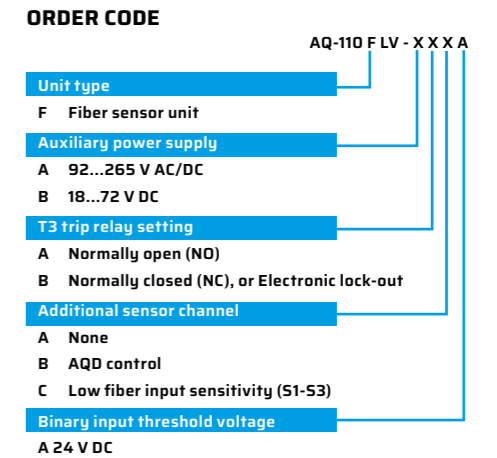 ORDER CODE
AQ-110 F LV - X X X A
Unit type
F Fiber sensor unit
Auxiliary power supply
A 92...265 V AC/DC
B 18...72 V DC
T3 trip relay setting
A Normally open (NO)
B Normally closed (NC), or Electronic lock-out
Additional sensor channel
A None
B AQD control
C Low fiber input sensitivity (S1-S3)
Binary input threshold voltage
A 24 V DC